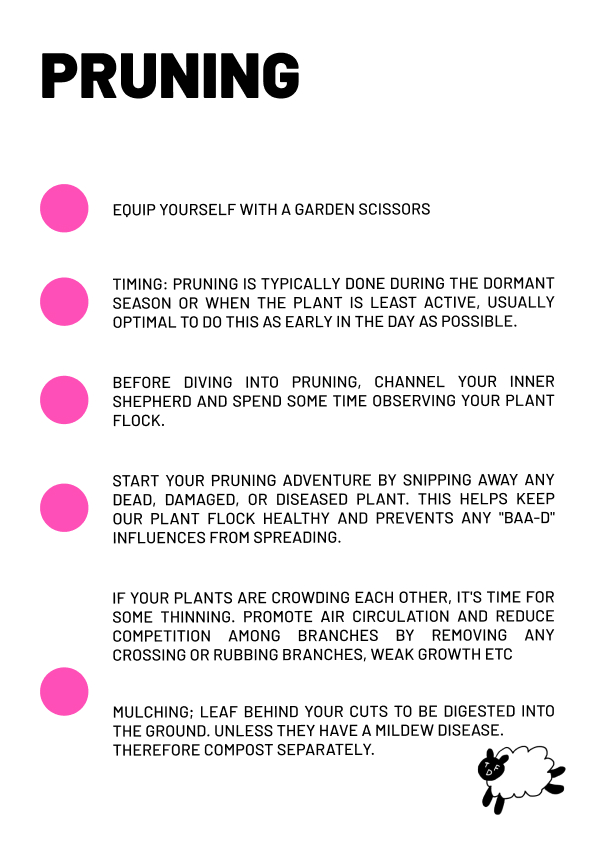 PRUNING
EQUIP YOURSELF WITH A GARDEN SCISSORS
TIMING: PRUNING IS TYPICALLY DONE DURING THE DORMANT
SEASON OR WHEN THE PLANT IS LEAST ACTIVE, USUALLY
OPTIMAL TO DO THIS AS EARLY IN THE DAY AS POSSIBLE.
BEFORE DIVING INTO PRUNING, CHANNEL YOUR INNER
SHEPHERD AND SPEND SOME TIME OBSERVING YOUR PLANT
FLOCK.
START YOUR PRUNING ADVENTURE BY SNIPPING AWAY ANY
DEAD, DAMAGED, OR DISEASED PLANT. THIS HELPS KEEP
OUR PLANT FLOCK HEALTHY AND PREVENTS ANY "BAA-D"
INFLUENCES FROM SPREADING.
IF YOUR PLANTS ARE CROWDING EACH OTHER, IT'S TIME FOR
SOME THINNING. PROMOTE AIR CIRCULATION AND REDUCE
COMPETITION AMONG BRANCHES BY REMOVING ANY
CROSSING OR RUBBING BRANCHES, WEAK GROWTH ETC
MULCHING; LEAF BEHIND YOUR CUTS TO BE DIGESTED INTO
THE GROUND. UNLESS THEY HAVE A MILDEW DISEASE.
THEREFORE COMPOST SEPARATELY.
TDF